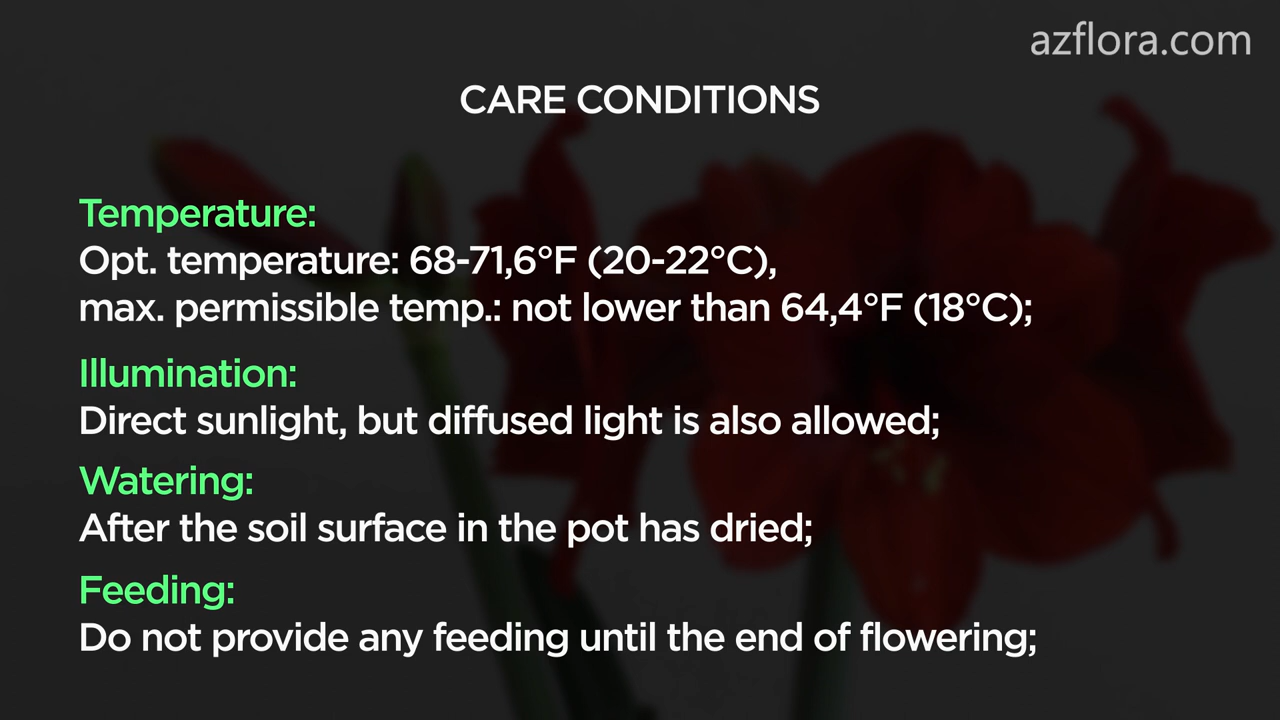 azflora.com
CARE CONDITIONS
Temperature:
Opt. temperature: 68-71,6°F (20-22°C),
max. permissible temp.: not lower than 64,4°F (18°C);
Illumination:
Direct sunlight, but diffused light is also allowed;
Watering:
After the soil surface in the pot has dried;
Feeding:
Do not provide any feeding until the end of flowering;